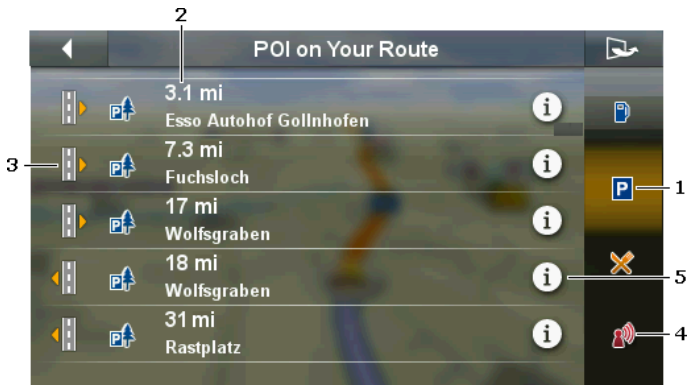 2
POI on Your Route
3.1 mi
Esso Autohof Gollnhofen
7.3 mi
Fuchsloch
3
P
1
17 mi
Wolfsgraben
18 mi
Wolfsgraben
5
31 mi
Rastplatz
4